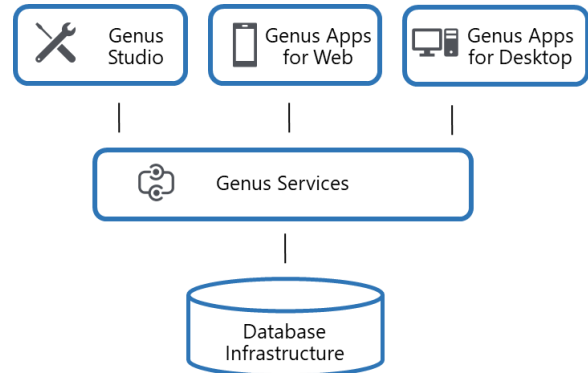 Genus
Studio
Genus Apps
for Web
Genus Apps
for Desktop
Genus Services
Database
Infrastructure